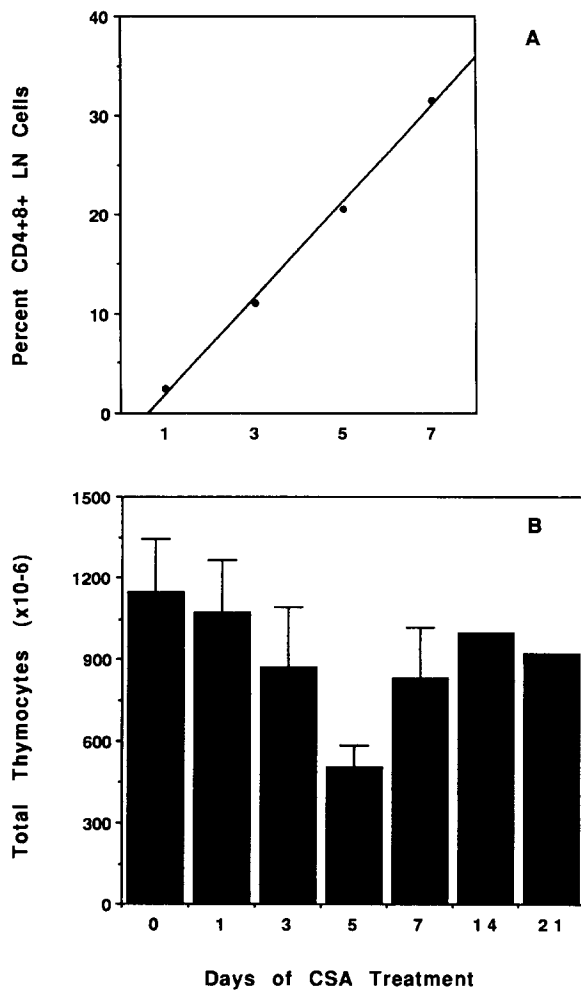 A
Percent CD4+8+ LN Cells
40
30
20
10
0
1 3 5 7
B
Total Thymocytes (x10-6)
1500
1200
900
600
300
0
0 1 3 5 7 14 21
Days of CSA Treatment